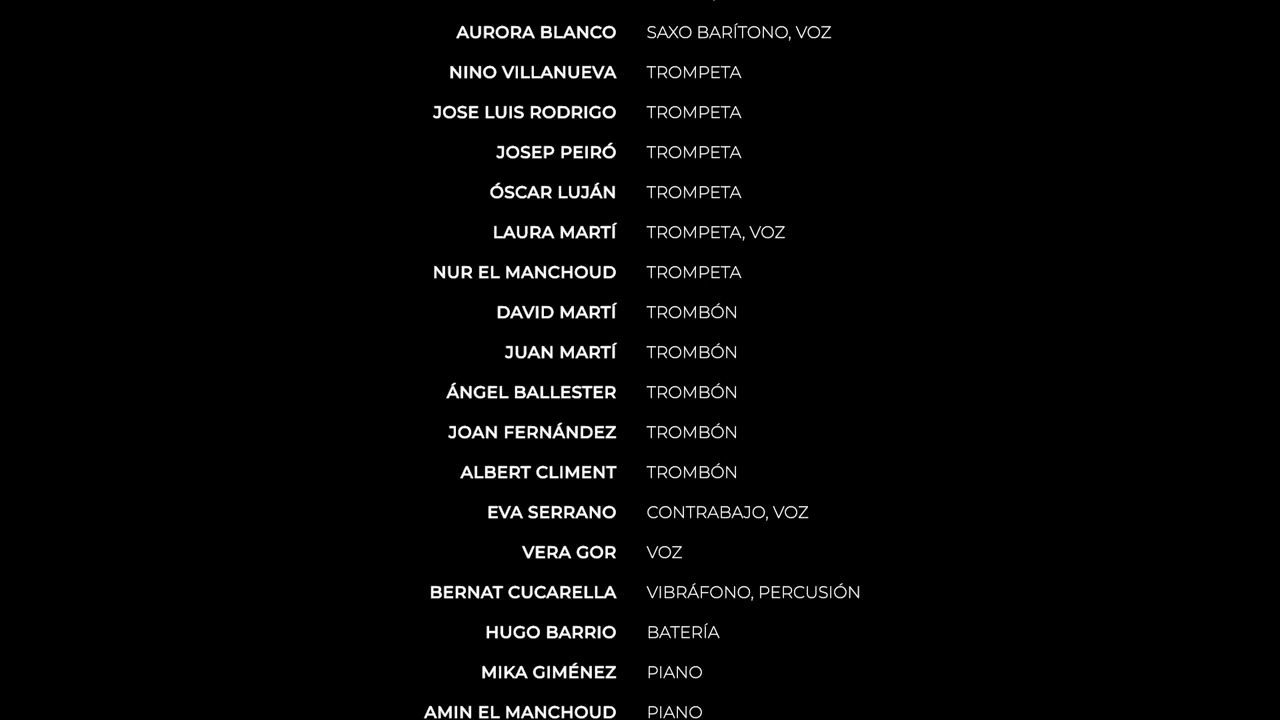 AURORA BLANCO SAXO BARÍTONO, VOZ
NINO VILLANUEVA TROMPETA
JOSE LUIS RODRIGO TROMPETA
JOSEP PEIRÓ TROMPETA
ÓSCAR LUJÁN TROMPETA
LAURA MARTÍ TROMPETA, VOZ
NUR EL MANCHOUD TROMPETA
DAVID MARTÍ TROMBÓN
JUAN MARTÍ TROMBÓN
ÁNGEL BALLESTER TROMBÓN
JOAN FERNÁNDEZ TROMBÓN
ALBERT CLIMENT TROMBÓN
EVA SERRANO CONTRABAJO, VOZ
VERA GOR VOZ
BERNAT CUCARELLA VIBRÁFONO, PERCUSIÓN
HUGO BARRIO BATERÍA
MIKA GIMÉNEZ PIANO
AMIN EL MANCHOUD PIANO